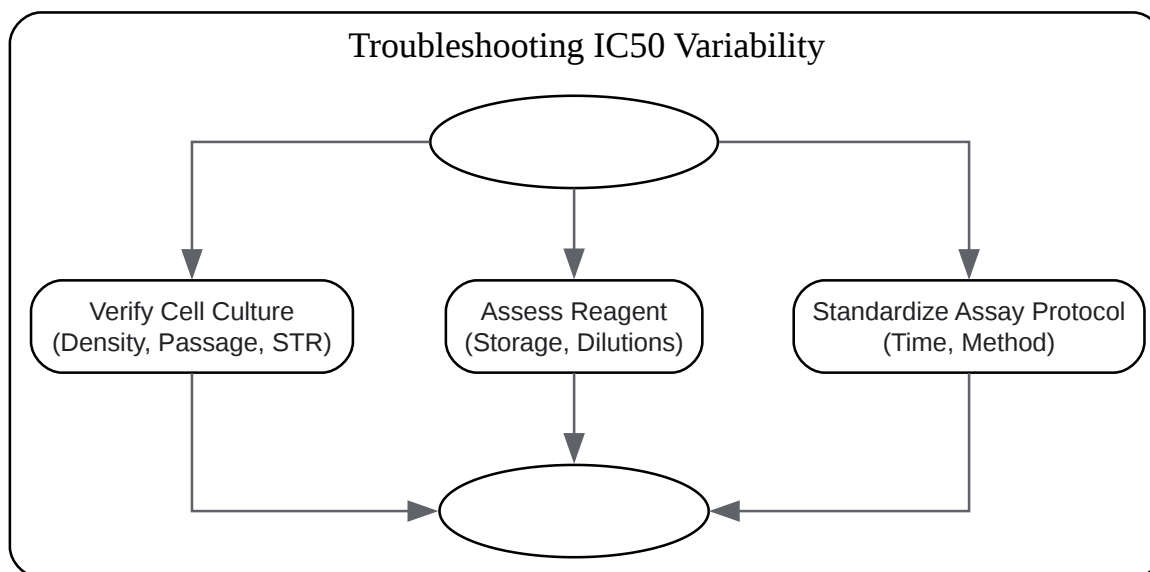 Troubleshooting IC50 Variability
Verify Cell Culture
(Density, Passage, STR)
Assess Reagent
(Storage, Dilutions)
Standardize Assay Protocol
(Time, Method)